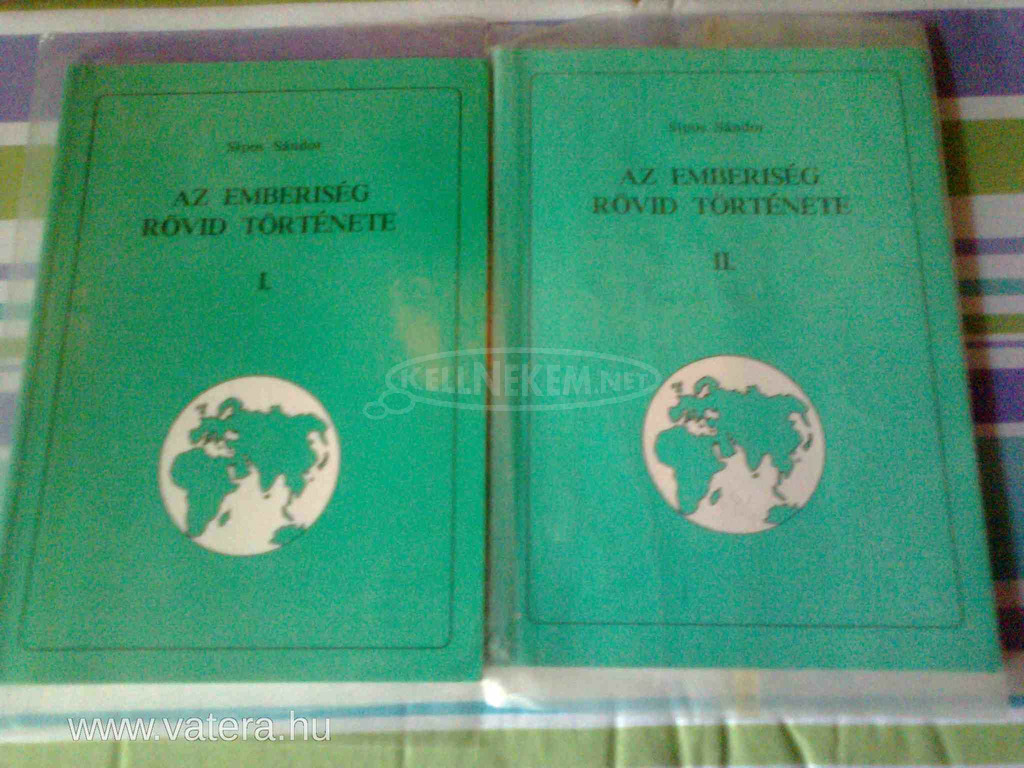 Sipos Sándor
AZ EMBERISÉG
RÖVID TÖRTÉNETE
I.
Sipos Sándor
AZ EMBERISÉG
RÖVID TÖRTÉNETE
II.
KELLNEKEM.NET
www.vatera.hu